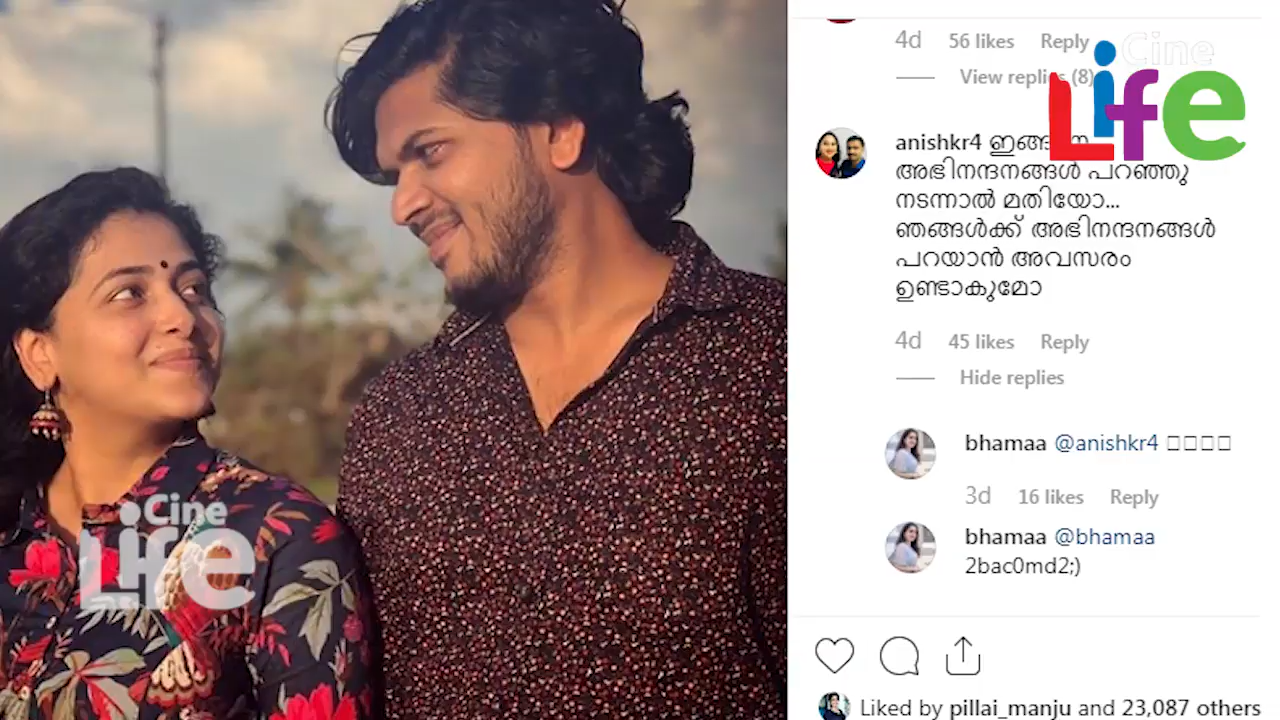 4d 56 likes Reply
View replies (8)
Cine
LiFe
anishkr4
അഭിനന്ദനങ്ങൾ പറഞ്ഞു
നടന്നാൽ മതിയോ...
ഞങ്ങൾക്ക് അഭിനന്ദനങ്ങൾ
പറയാൻ അവസരം
ഉണ്ടാകുമോ
4d 45 likes Reply
Hide replies
bhamaa @anishkr4
3d 16 likes Reply
bhamaa @bhamaa
2bac0md2;)
Cine
LiFe
Liked by pillai_manju and 23,087 others